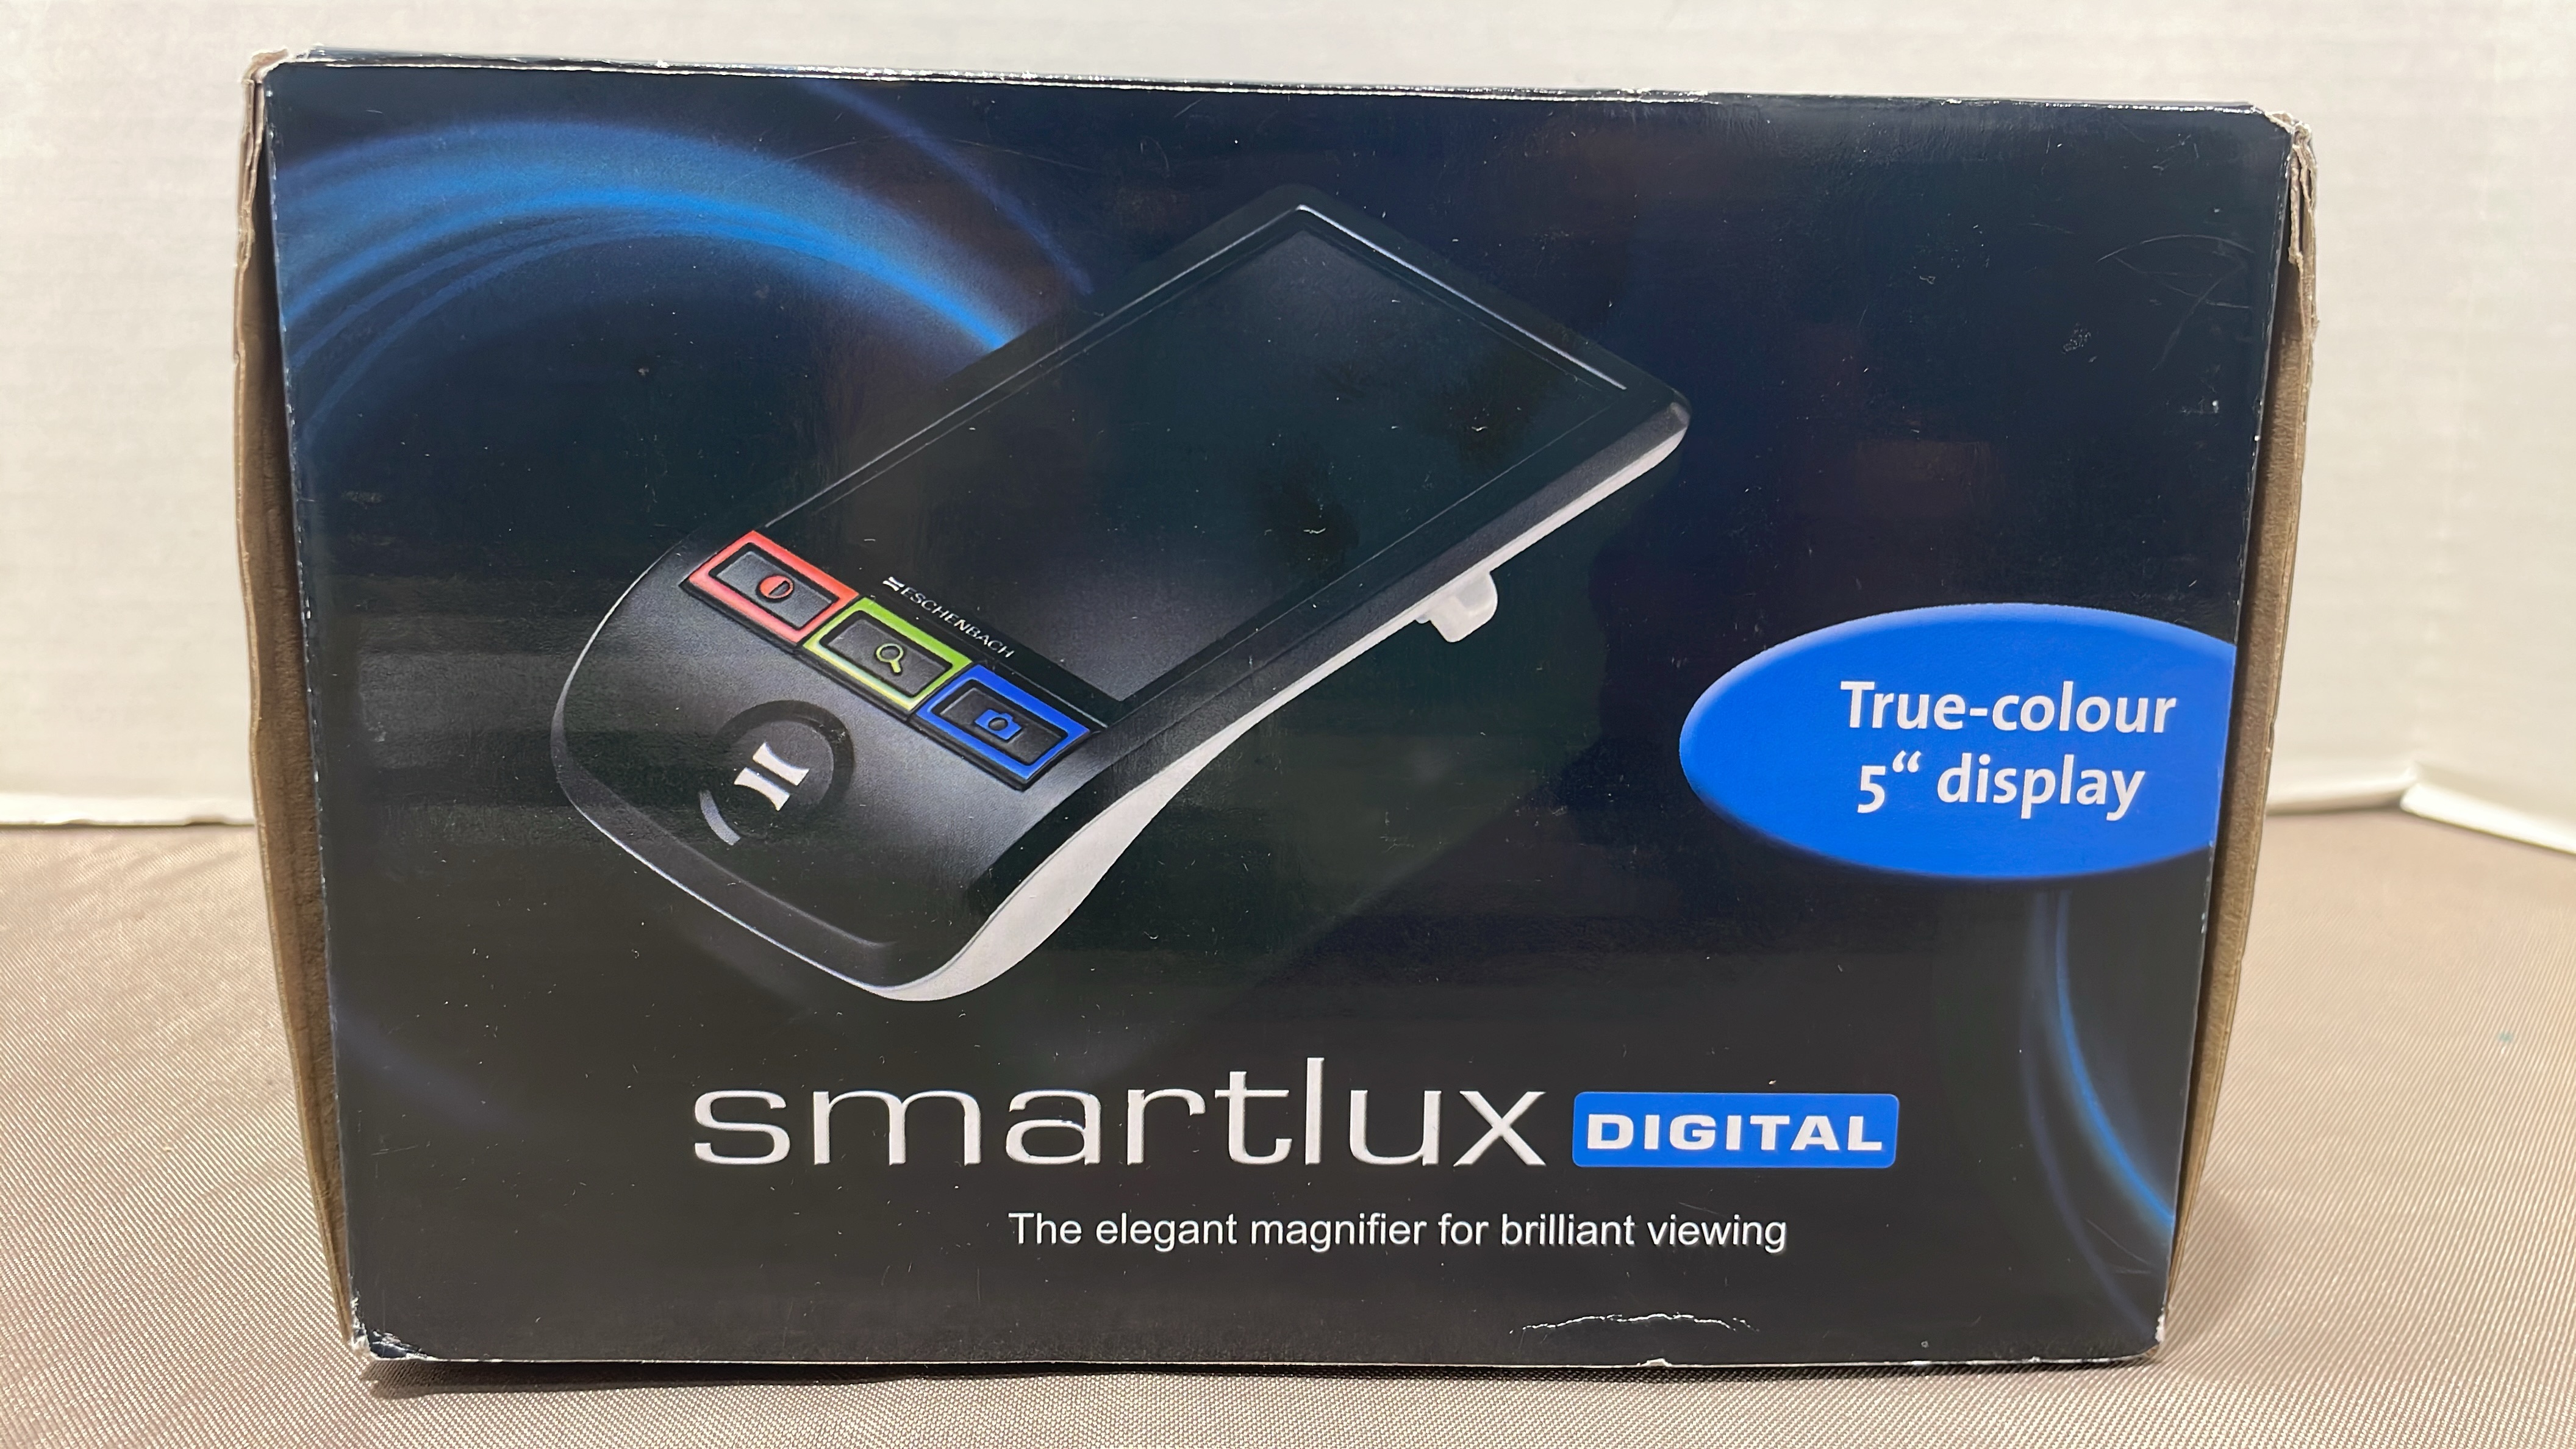 ESCHENBACH
True-colour
5“ display
smartlux DIGITAL
The elegant magnifier for brilliant viewing